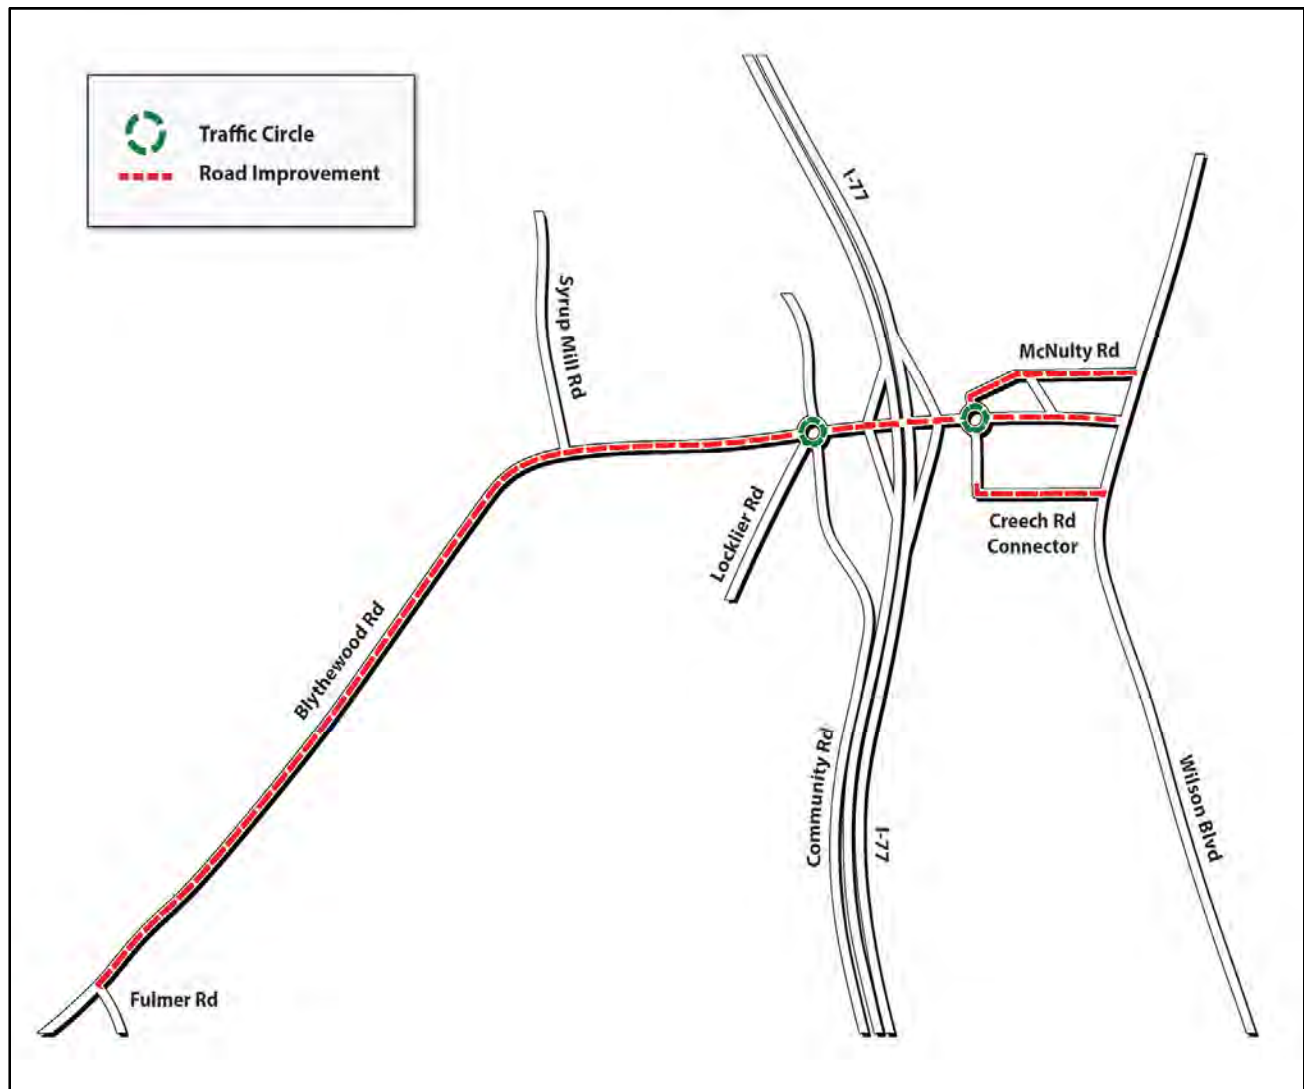 Traffic Circle
Road Improvement
I-77
Syrup Mill Rd
McNulty Rd
Locklier Rd
Creech Rd
Connector
Blythewood Rd
Community Rd
I-77
Wilson Blvd
Fulmer Rd